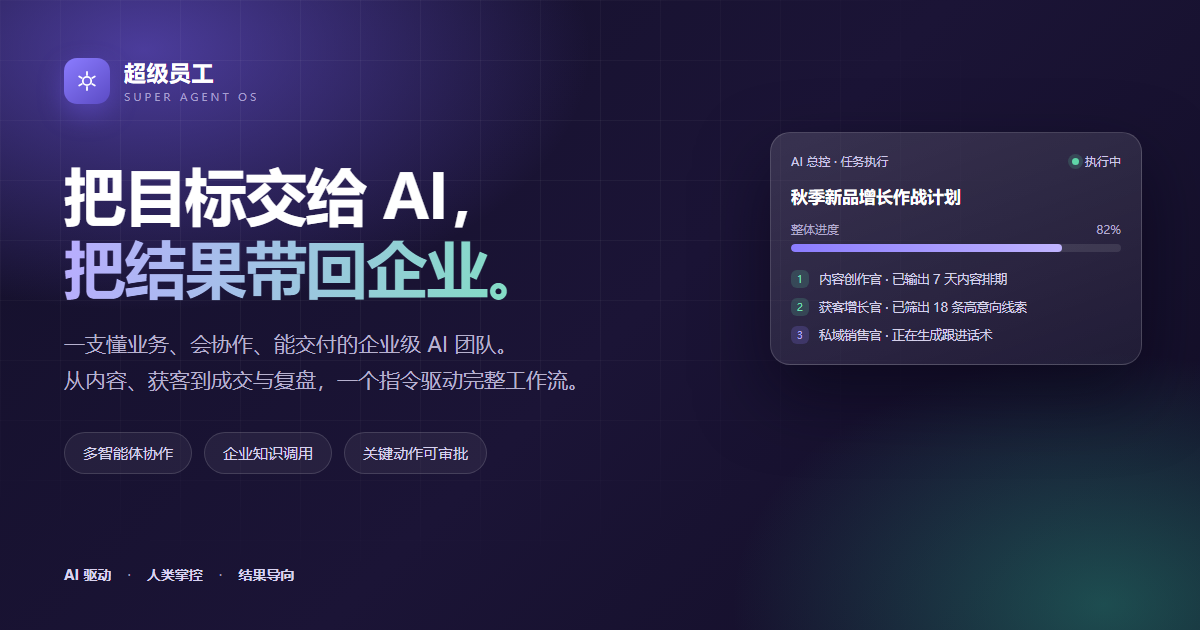 超级员工
SUPER AGENT OS
把目标交给 AI,
把结果带回企业。
一支懂业务、会协作、能交付的企业级 AI 团队。
从内容、获客到成交与复盘，一个指令驱动完整工作流。
多智能体协作
企业知识调用
关键动作可审批
AI 驱动 · 人类掌控 · 结果导向
AI 总控 · 任务执行
执行中
秋季新品增长作战计划
整体进度
82%
1 内容创作官 · 已输出 7 天内容排期
2 获客增长官 · 已筛出 18 条高意向线索
3 私域销售官 · 正在生成跟进话术